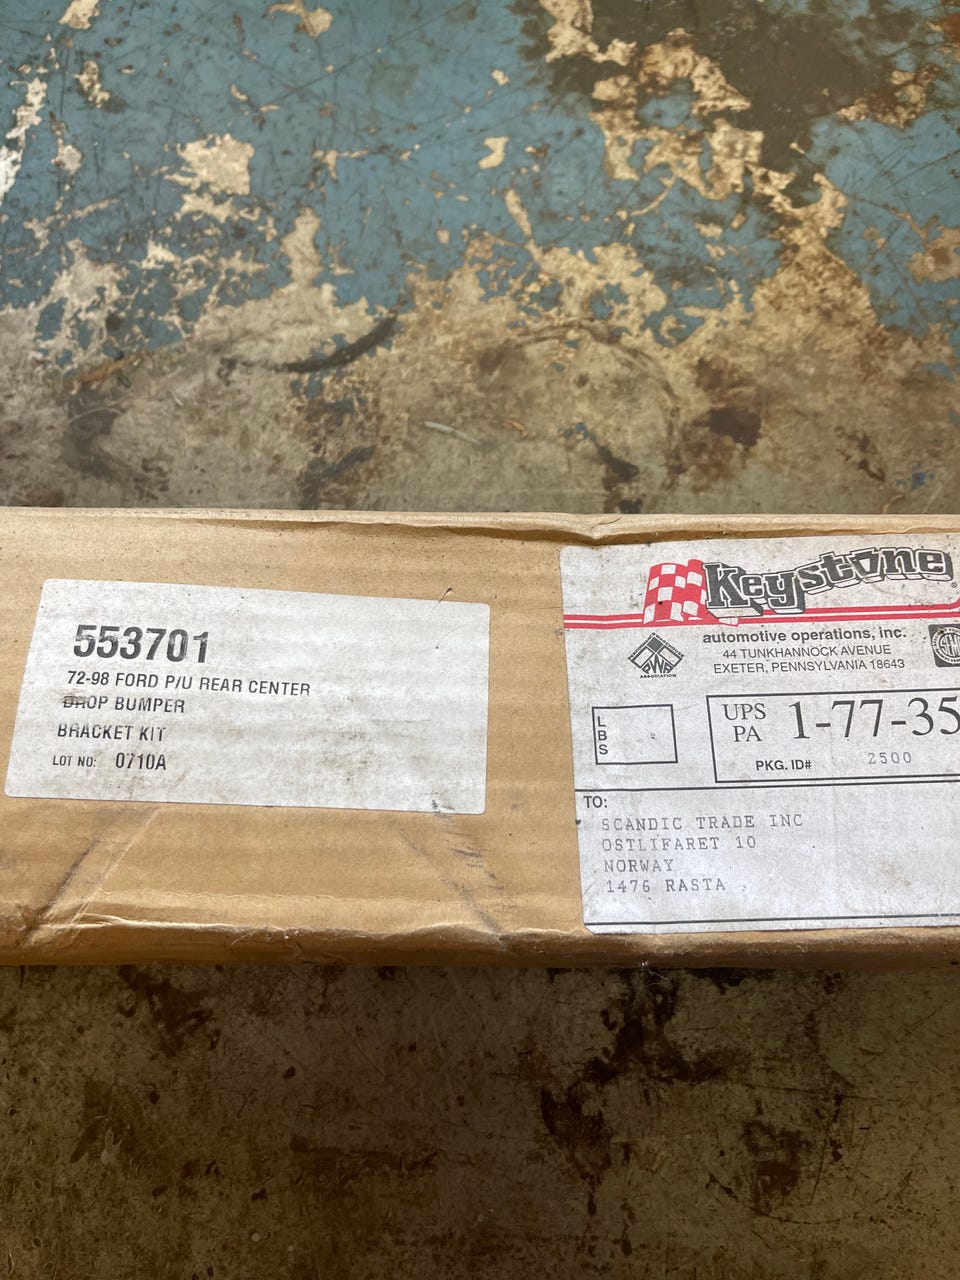 553701
72-98 FORD P/U REAR CENTER
DROP BUMPER
BRACKET KIT
LOT NO: 0710A
Keystone®
automotive operations, inc.
44 TUNKHANNOCK AVENUE
EXETER, PENNSYLVANIA 18643
PWA
ASSOCIATION
LBS
UPS
PA
1-77-35
PKG. ID# 2500
TO:
SCANDIC TRADE INC
OSTLIFARET 10
NORWAY
1476 RASTA